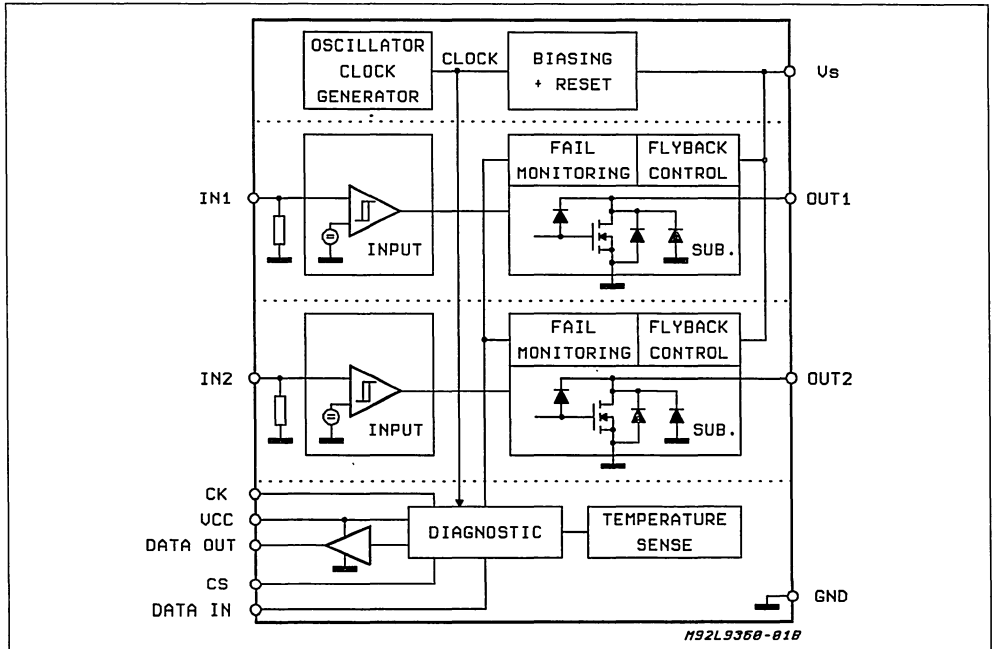 OSCILLATOR
CLOCK
GENERATOR
CLOCK
BIASING
+ RESET
Vs
FAIL
MONITORING
FLYBACK
CONTROL
IN1
INPUT
OUT1
SUB.
FAIL
MONITORING
FLYBACK
CONTROL
IN2
INPUT
OUT2
SUB.
CK
VCC
DATA OUT
CS
DATA IN
DIAGNOSTIC
TEMPERATURE
SENSE
GND
M92L9360-01B